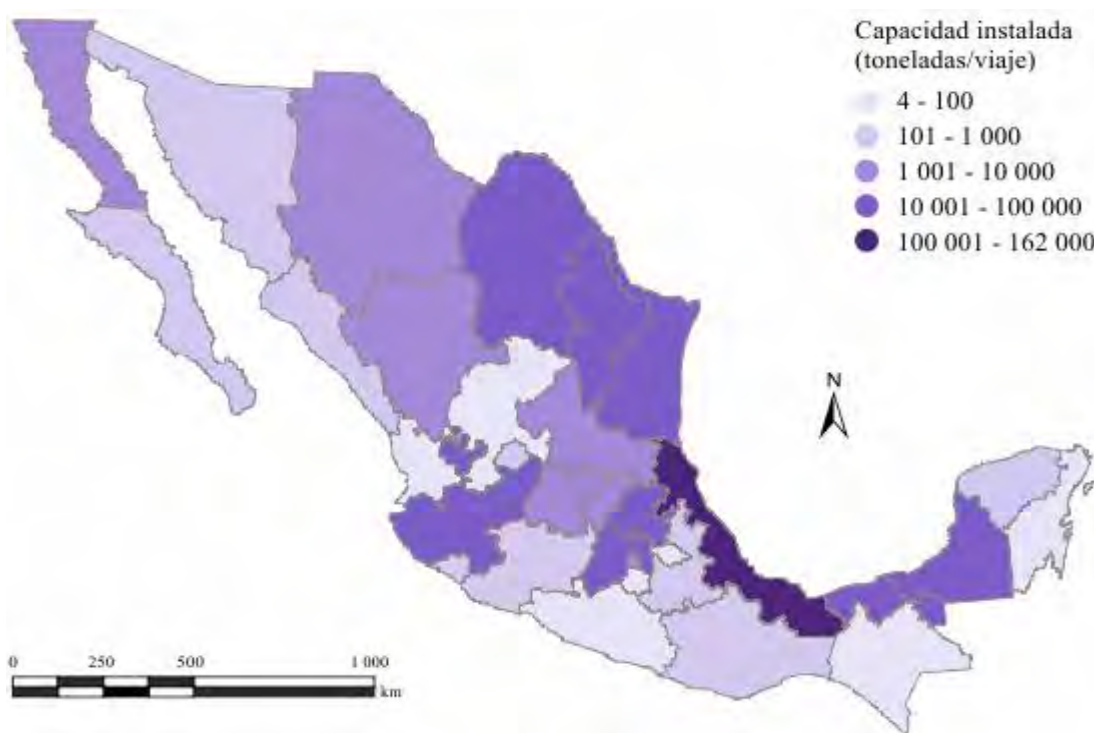 Capacidad instalada
(toneladas/viaje)
4 - 100
101 - 1 000
1 001 - 10 000
10 001 - 100 000
100 001 - 162 000
N
0 250 500 1 000
km